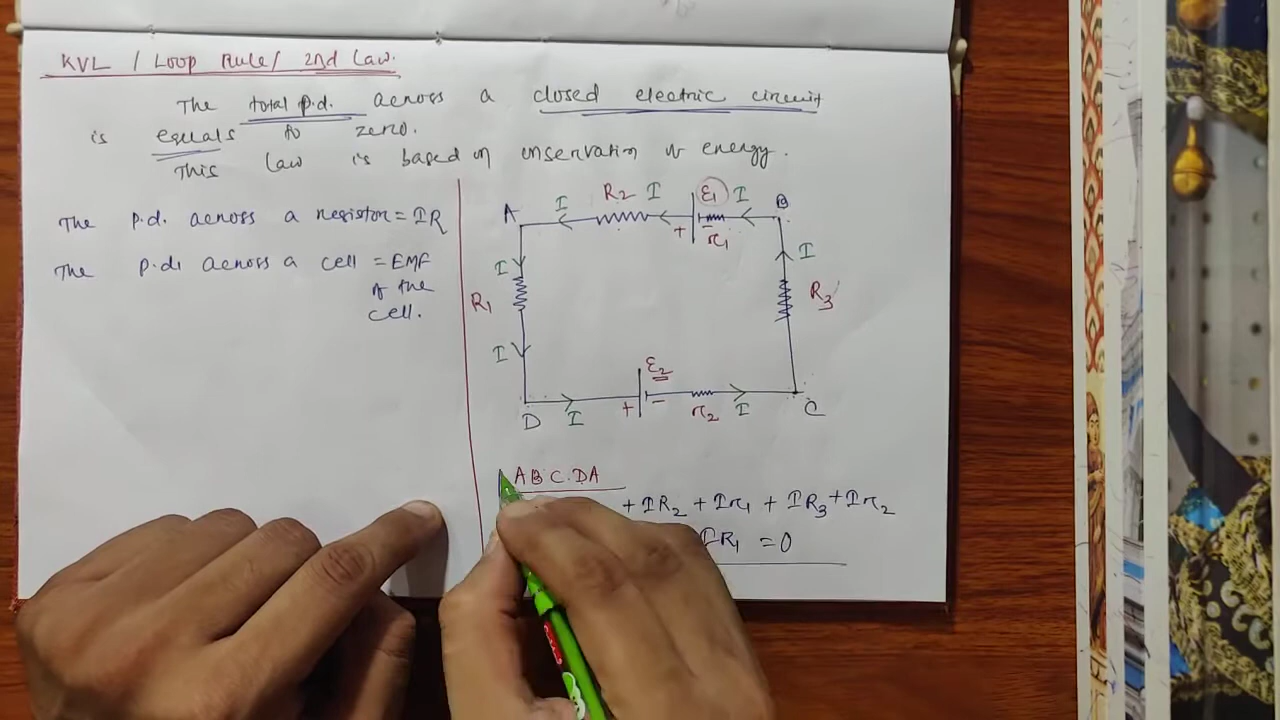 KVL / Loop Rule / 2nd Law.
The total p.d. across a closed electric circuit
is equals to zero.
This law is based on conservation of energy.
The p.d. across a resistor = IR
The p.d. across a cell = EMF
of the
cell.
A I R2 I ε1 I B
+ − r1
I I
R1 R3
I ε2
D I + − r2 I C
ABC.DA
+ IR2 + Ir1 + IR3 + Ir2
IR1 = 0